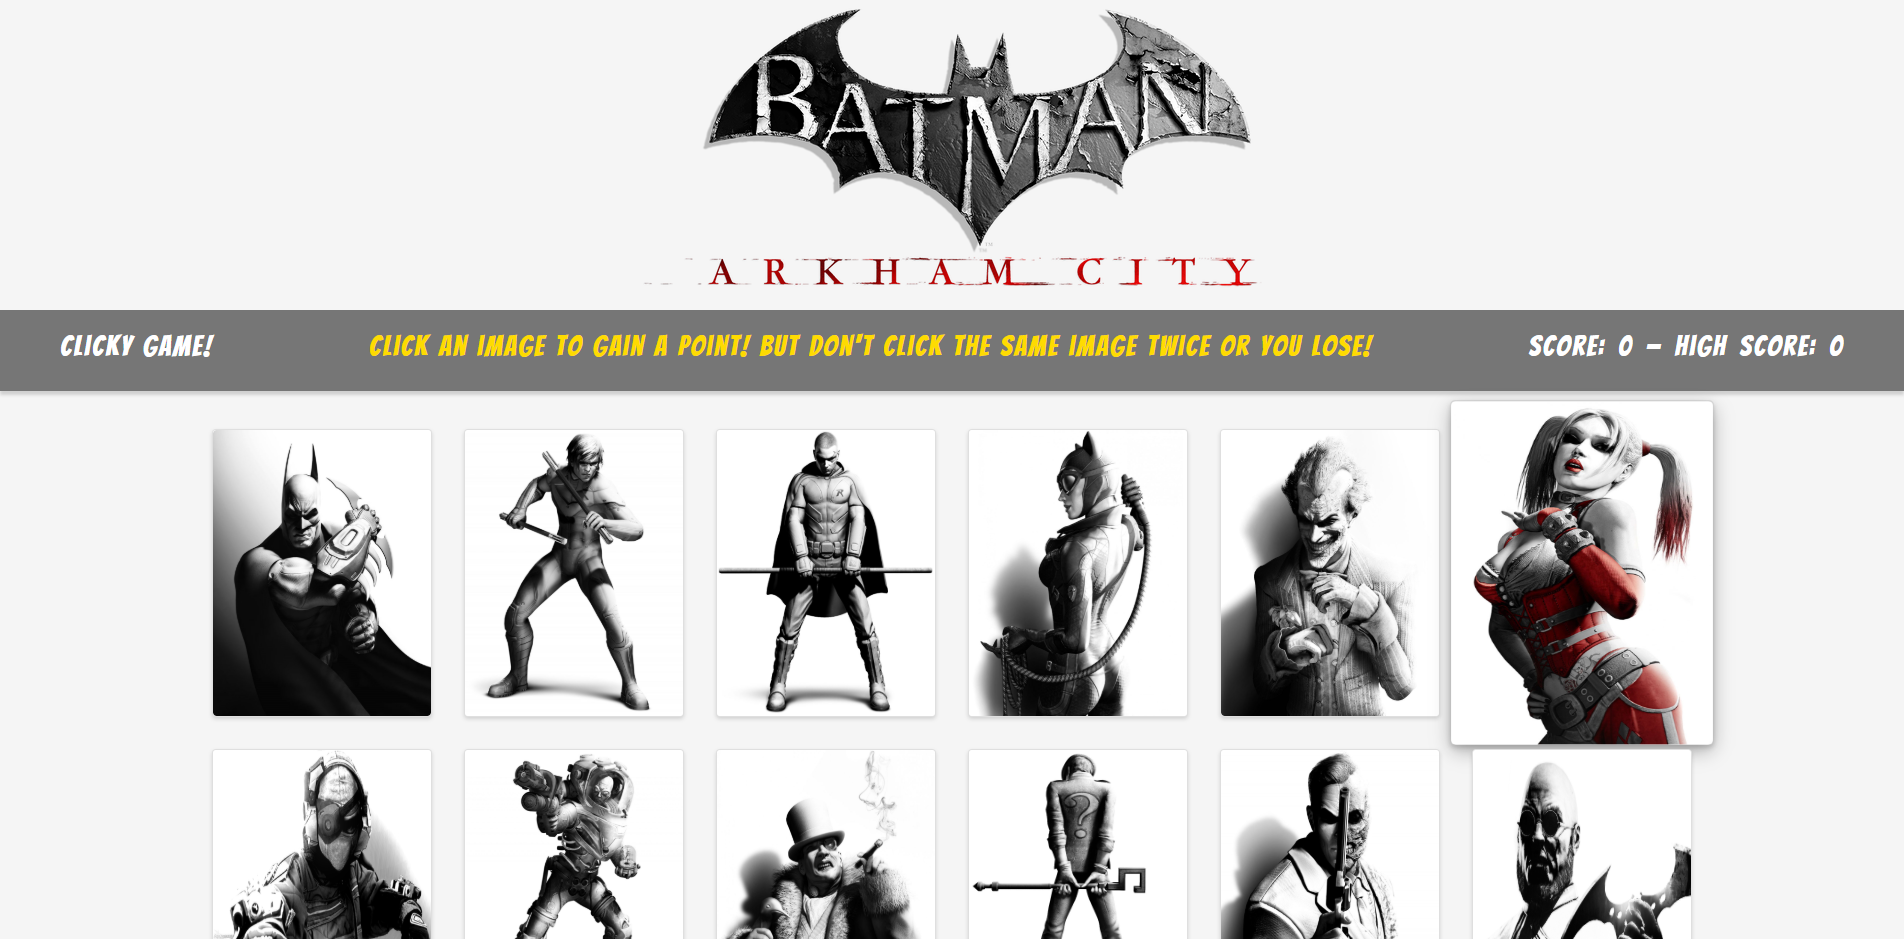 BATMAN
ARKHAM CITY
CLICKY GAME!
CLICK AN IMAGE TO GAIN A POINT! BUT DON'T CLICK THE SAME IMAGE TWICE OR YOU LOSE!
SCORE: 0 – HIGH SCORE: 0
R
?